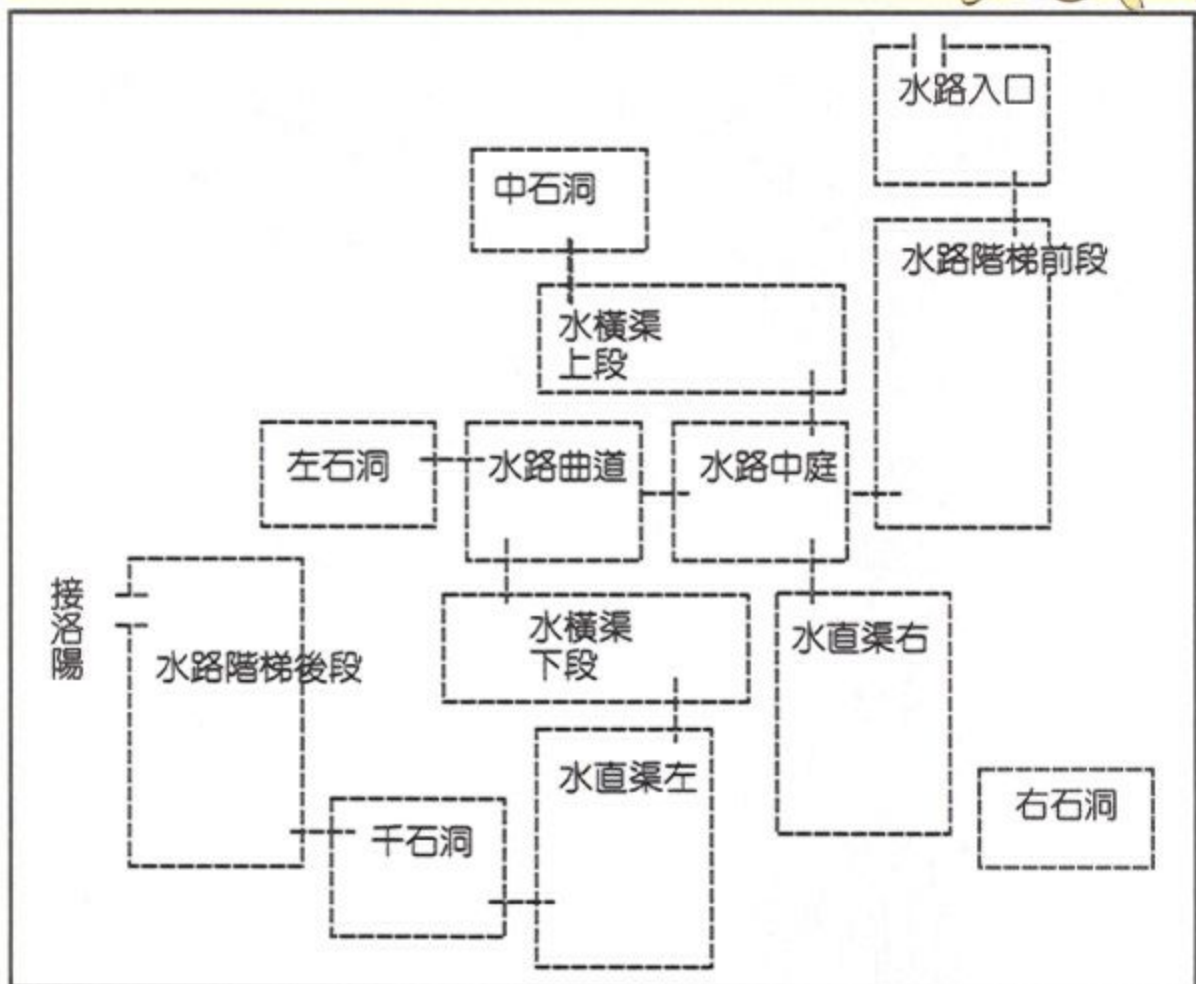 水路入口
中石洞
水路階梯前段
水橫渠
上段
左石洞
水路曲道
水路中庭
接洛陽
水路階梯後段
水橫渠
下段
水直渠右
水直渠左
右石洞
千石洞